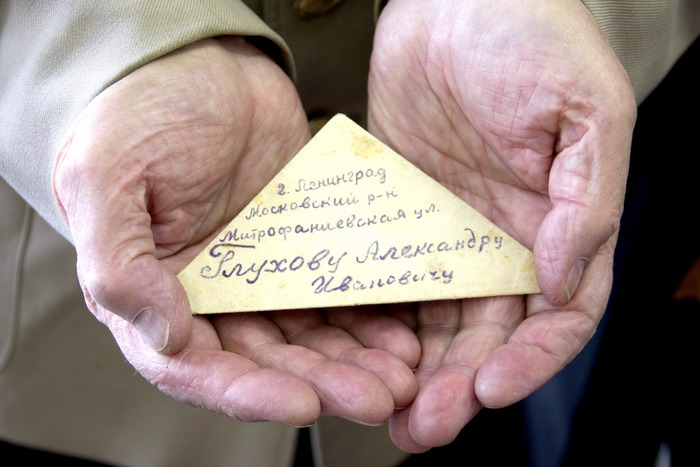 г. Ленинград
Московский р-н
Митрофаниевская ул.
Глухову Александру
Ивановичу